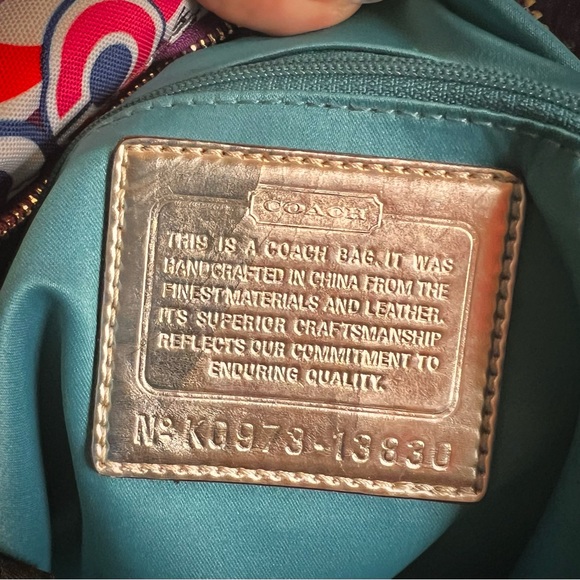 COACH
THIS IS A COACH BAG. IT WAS
HANDCRAFTED IN CHINA FROM THE
FINEST MATERIALS AND LEATHER.
ITS SUPERIOR CRAFTSMANSHIP
REFLECTS OUR COMMITMENT TO
ENDURING QUALITY.
Nº K0973-13830